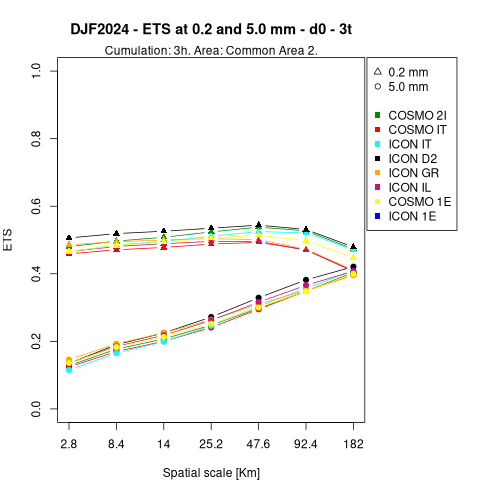 DJF2024 - ETS at 0.2 and 5.0 mm - d0 - 3t
Cumulation: 3h. Area: Common Area 2.
0.2 mm
5.0 mm
COSMO 2I
COSMO IT
ICON IT
ICON D2
ICON GR
ICON IL
COSMO 1E
ICON 1E
ETS
1.0
0.8
0.6
0.4
0.2
0.0
2.8 8.4 14 25.2 47.6 92.4 182
Spatial scale [Km]